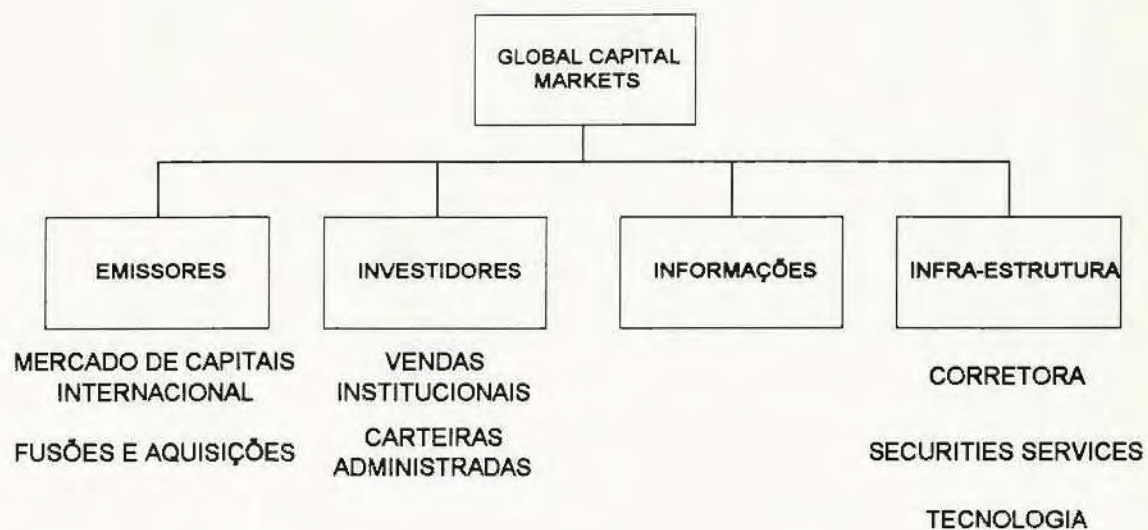 GLOBAL CAPITAL
MARKETS
EMISSORES
INVESTIDORES
INFORMAÇÕES
INFRA-ESTRUTURA
MERCADO DE CAPITAIS
INTERNACIONAL
FUSÕES E AQUISIÇÕES
VENDAS
INSTITUCIONAIS
CARTEIRAS
ADMINISTRADAS
CORRETORA
SECURITIES SERVICES
TECNOLOGIA